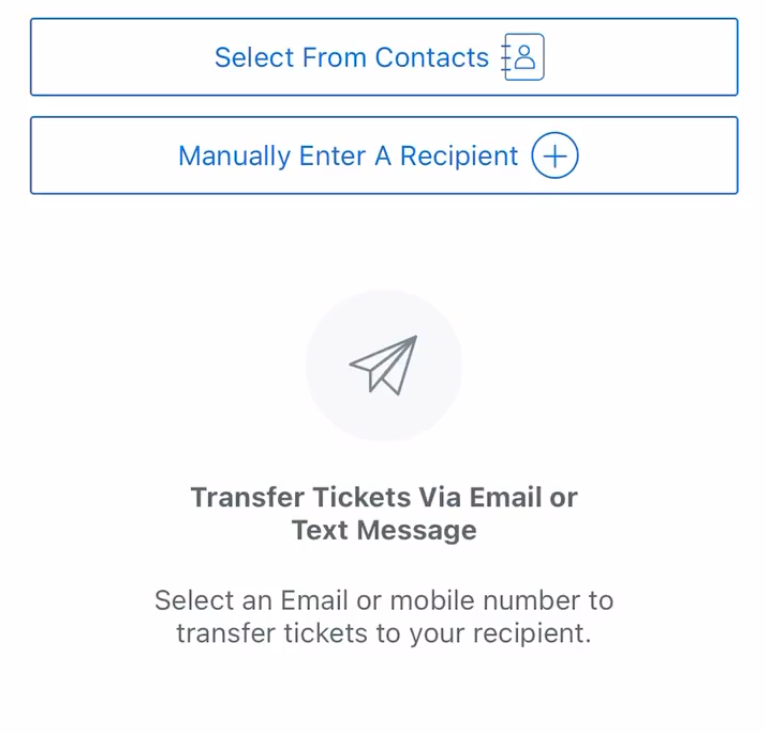 Select From Contacts
Manually Enter A Recipient
Transfer Tickets Via Email or
Text Message
Select an Email or mobile number to
transfer tickets to your recipient.